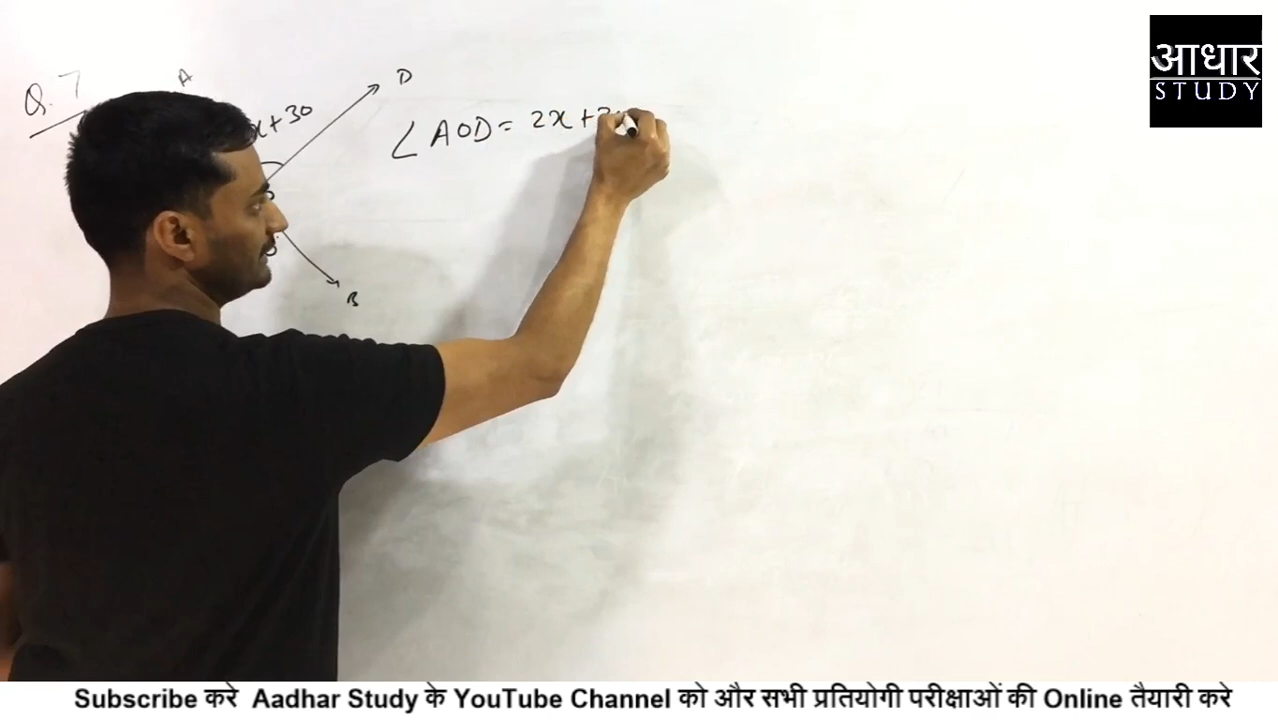 Q. 7
A
x+30
D
∠AOD = 2x+
B
आधार
STUDY
Subscribe करे Aadhar Study के YouTube Channel को और सभी प्रतियोगी परीक्षाओं की Online तैयारी करे